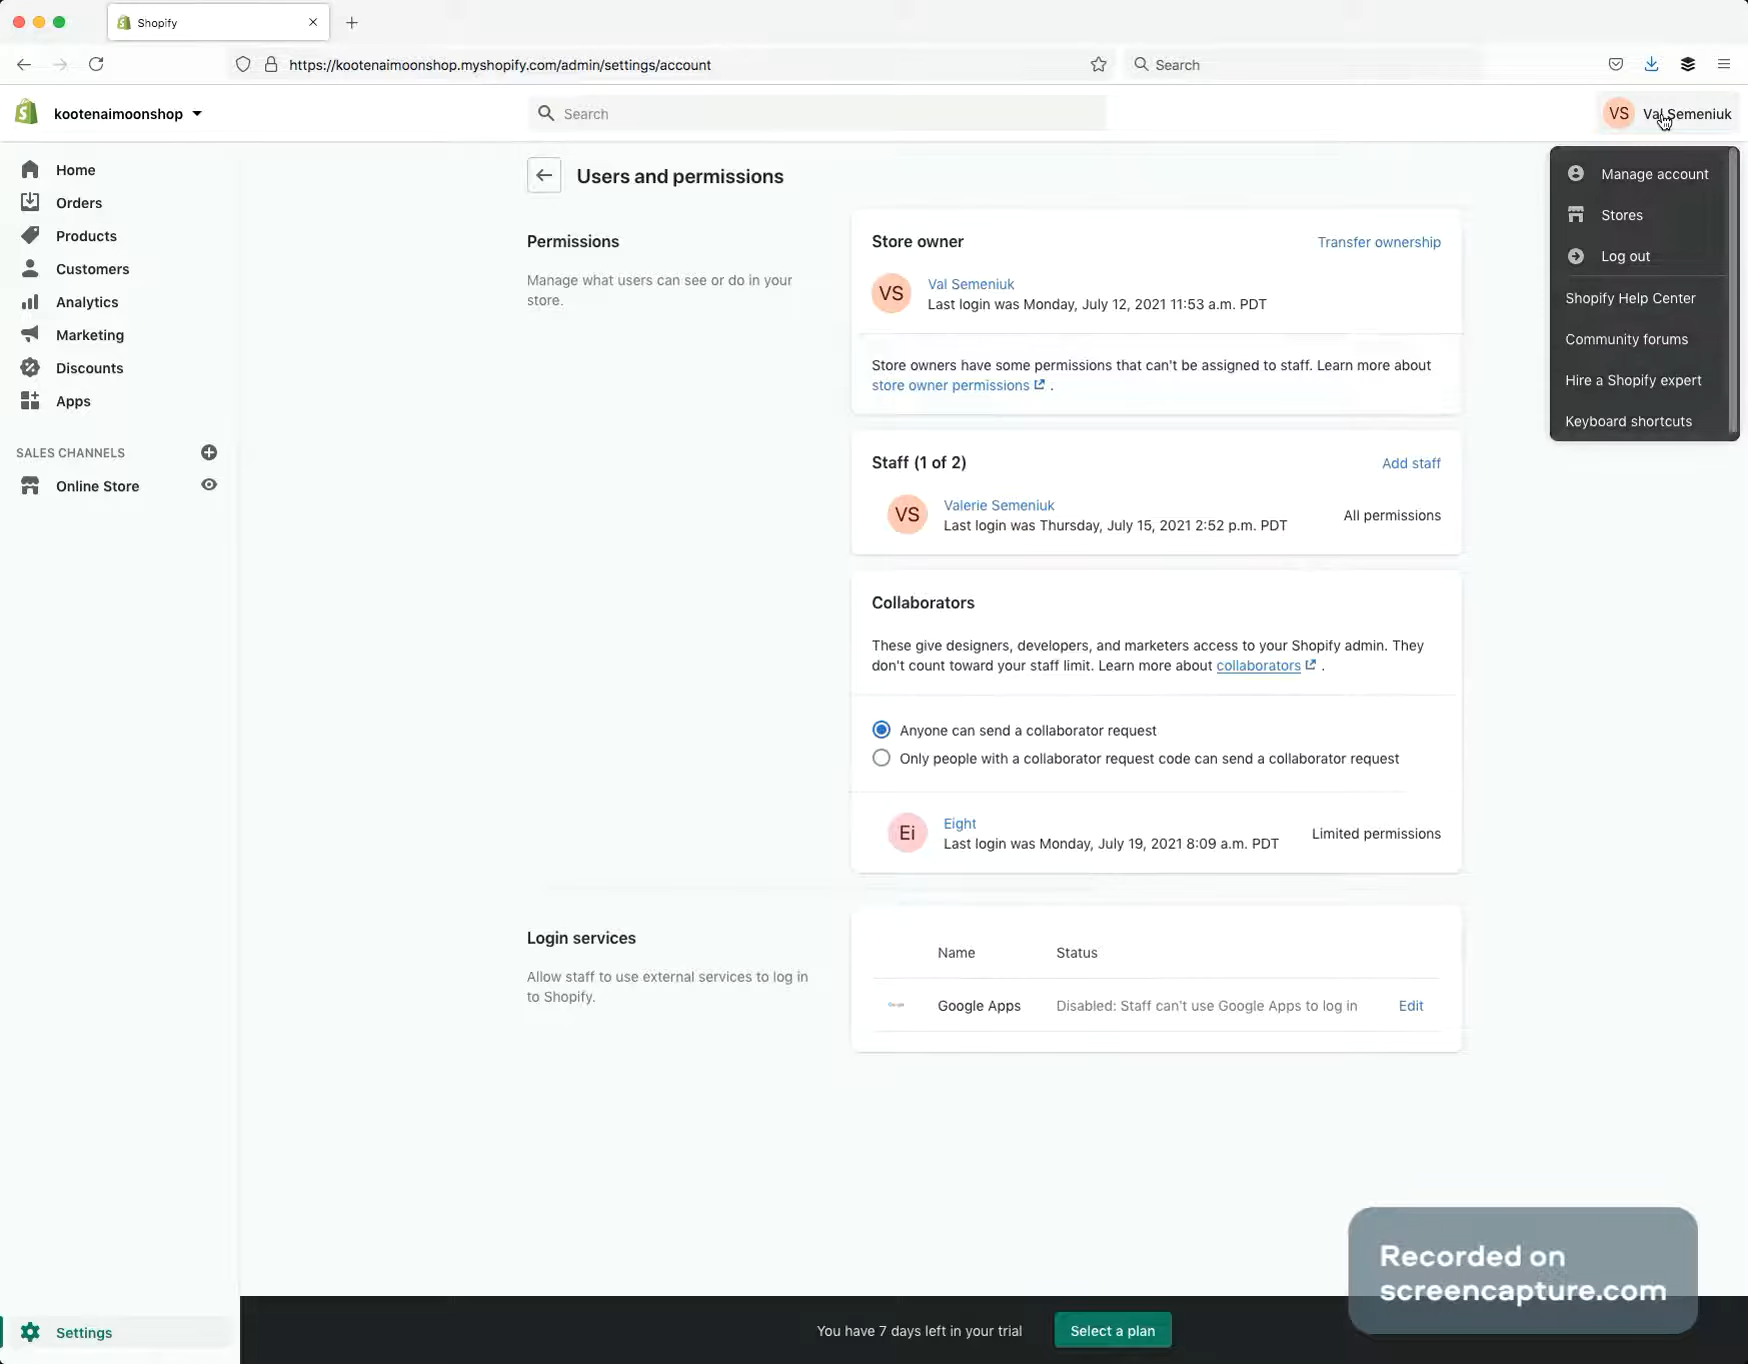 Shopify
https://kootenaimoonshop.myshopify.com/admin/settings/account
Search
kootenaimoonshop
Search
VS
Val Semeniuk
Home
Orders
Products
Customers
Analytics
Marketing
Discounts
Apps
SALES CHANNELS
Online Store
Settings
Manage account
Stores
Log out
Shopify Help Center
Community forums
Hire a Shopify expert
Keyboard shortcuts
Users and permissions
Permissions
Manage what users can see or do in your
store.
Store owner
Transfer ownership
VS
Val Semeniuk
Last login was Monday, July 12, 2021 11:53 a.m. PDT
Store owners have some permissions that can't be assigned to staff. Learn more about
store owner permissions .
Staff (1 of 2)
Add staff
VS
Valerie Semeniuk
Last login was Thursday, July 15, 2021 2:52 p.m. PDT
All permissions
Collaborators
These give designers, developers, and marketers access to your Shopify admin. They
don't count toward your staff limit. Learn more about collaborators .
Anyone can send a collaborator request
Only people with a collaborator request code can send a collaborator request
Ei
Eight
Last login was Monday, July 19, 2021 8:09 a.m. PDT
Limited permissions
Login services
Allow staff to use external services to log in
to Shopify.
Name Status
Google Apps Disabled: Staff can't use Google Apps to log in Edit
Recorded on
screencapture.com
You have 7 days left in your trial
Select a plan